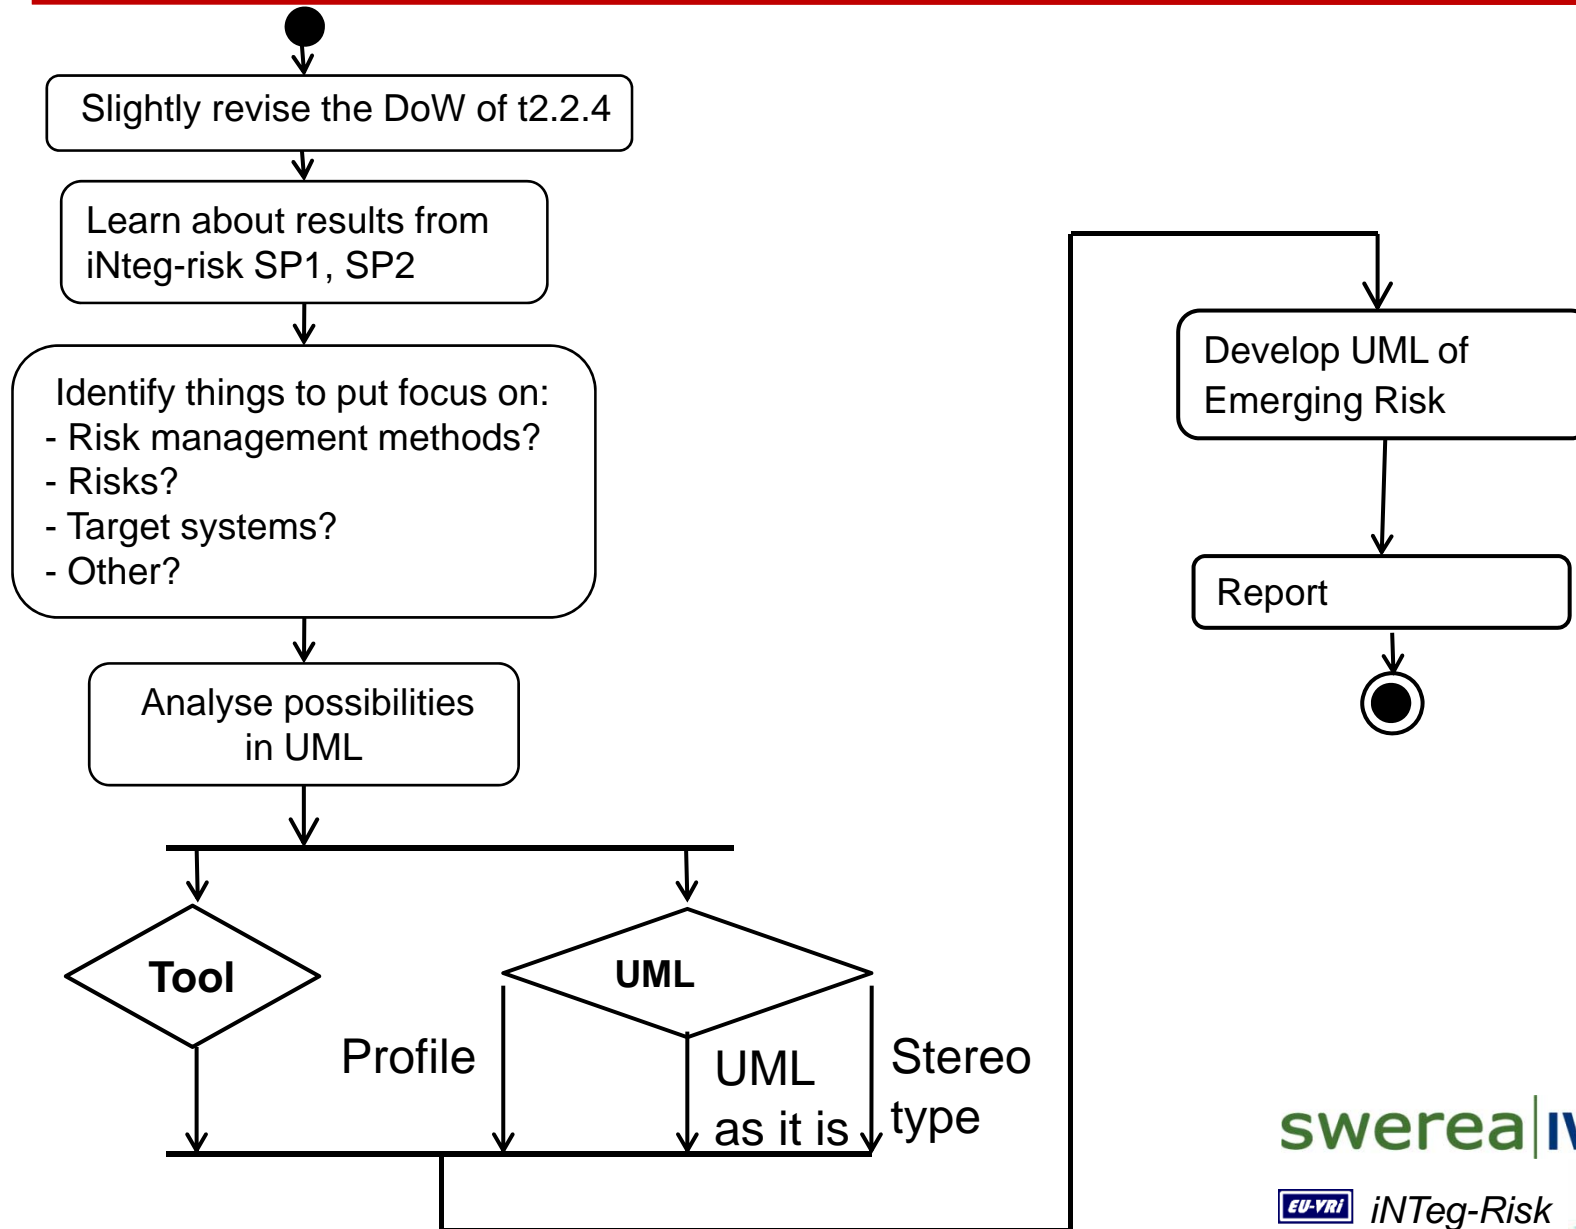 Slightly revise the DoW of t2.2.4
Learn about results from
iNteg-risk SP1, SP2
Identify things to put focus on:
- Risk management methods?
- Risks?
- Target systems?
- Other?
Analyse possibilities
in UML
Tool
UML
Profile
UML
as it is
Stereo
type
Develop UML of
Emerging Risk
Report
swerea
EU-VRi iNTeg-Risk